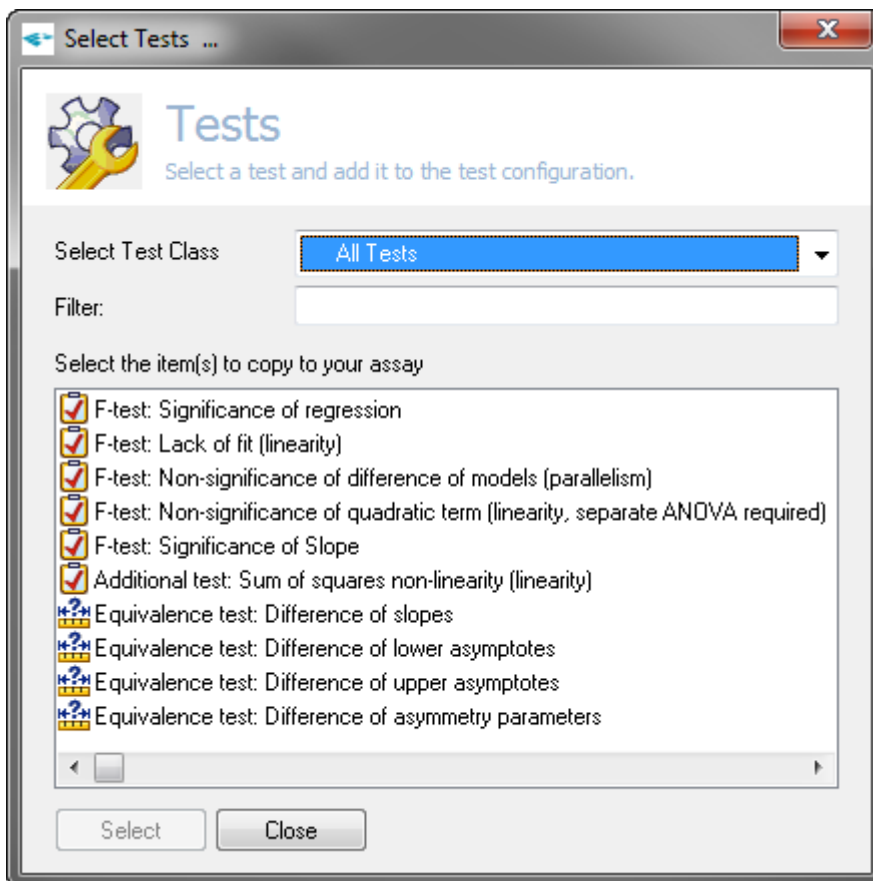 Select Tests ...
Tests
Select a test and add it to the test configuration.
Select Test Class
All Tests
Filter:
Select the item(s) to copy to your assay
F-test: Significance of regression
F-test: Lack of fit (linearity)
F-test: Non-significance of difference of models (parallelism)
F-test: Non-significance of quadratic term (linearity, separate ANOVA required)
F-test: Significance of Slope
Additional test: Sum of squares non-linearity (linearity)
Equivalence test: Difference of slopes
Equivalence test: Difference of lower asymptotes
Equivalence test: Difference of upper asymptotes
Equivalence test: Difference of asymmetry parameters
Select
Close